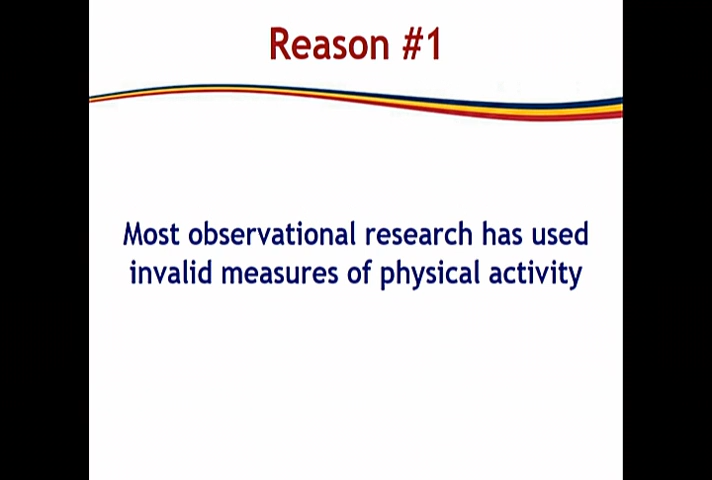 Reason #1
Most observational research has used
invalid measures of physical activity